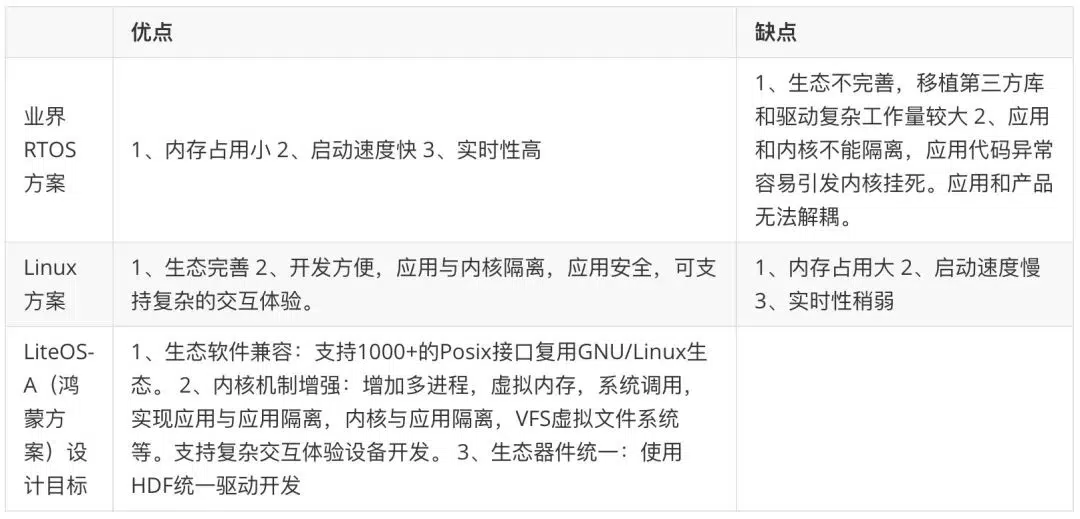 优点
缺点
业界
RTOS
方案
1、内存占用小 2、启动速度快 3、实时性高
1、生态不完善，移植第三方库
和驱动复杂工作量较大 2、应用
和内核不能隔离，应用代码异常
容易引发内核挂死。应用和产品
无法解耦。
Linux
方案
1、生态完善 2、开发方便，应用与内核隔离，应用安全，可支
持复杂的交互体验。
1、内存占用大 2、启动速度慢
3、实时性稍弱
LiteOS-
A（鸿
蒙方
案）设
计目标
1、生态软件兼容：支持1000+的Posix接口复用GNU/Linux生
态。 2、内核机制增强：增加多进程，虚拟内存，系统调用，
实现应用与应用隔离，内核与应用隔离，VFS虚拟文件系统
等。支持复杂交互体验设备开发。 3、生态器件统一：使用
HDF统一驱动开发